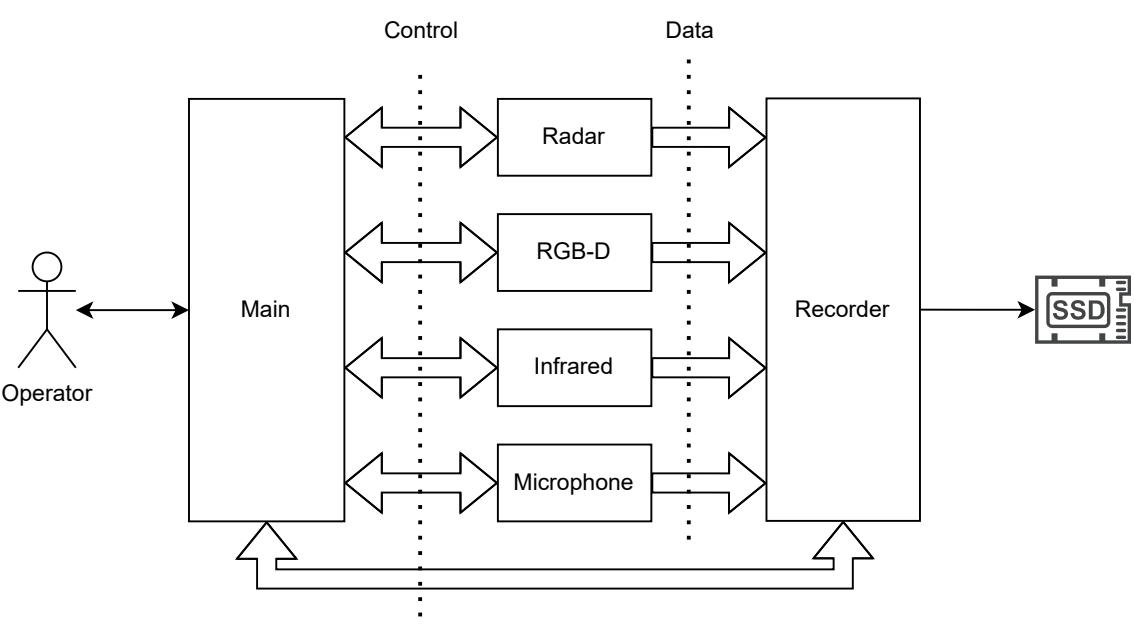 Control
Data
Radar
RGB-D
Main
Recorder
SSD
Infrared
Operator
Microphone